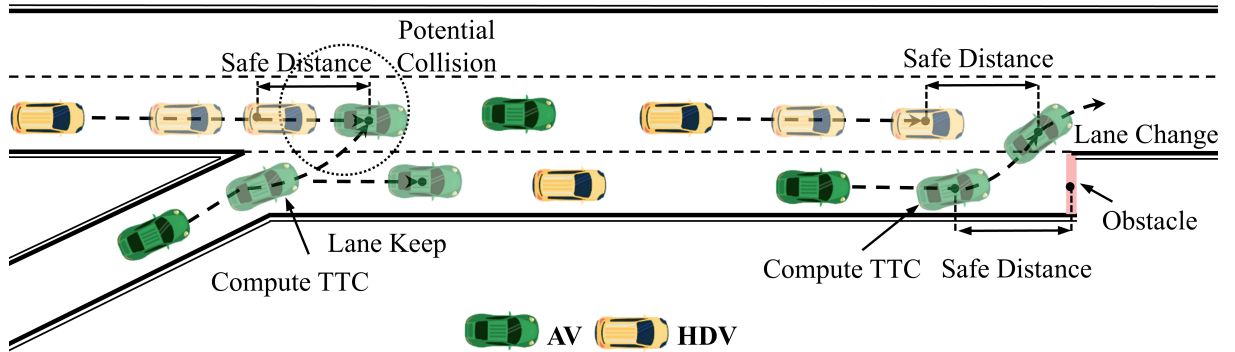 Potential
Collision
Safe Distance
Safe Distance
Lane Change
Obstacle
Lane Keep
Compute TTC
Compute TTC
Safe Distance
AV
HDV